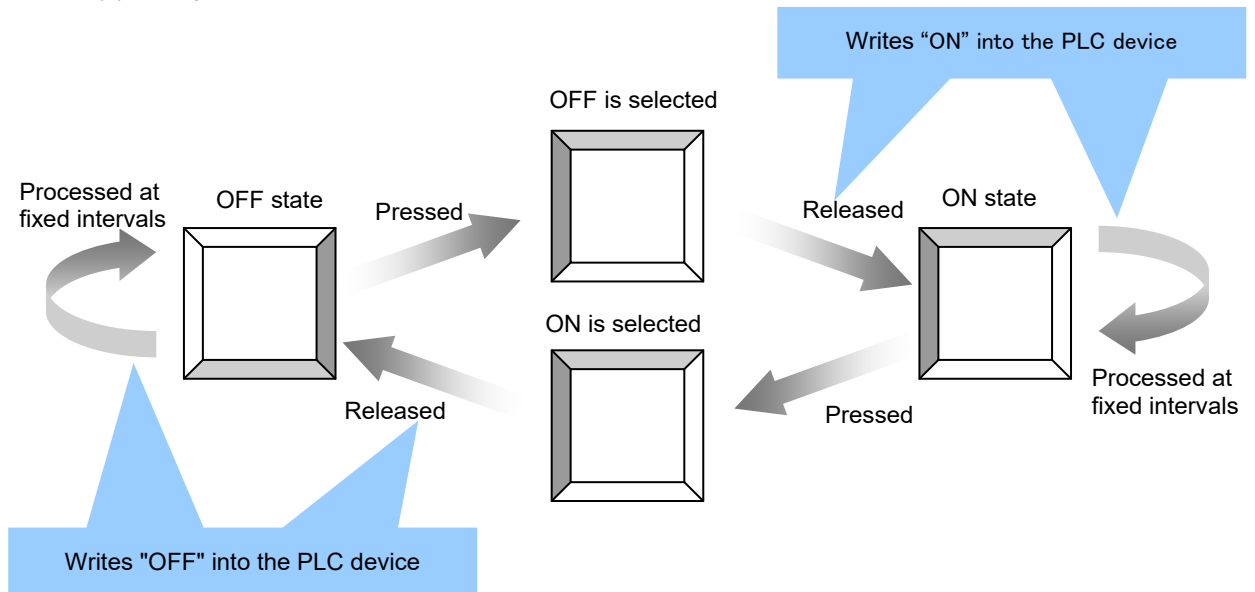 Writes “ON” into the PLC device
OFF is selected
Processed at
fixed intervals
OFF state
Pressed
Released
ON state
ON is selected
Released
Pressed
Processed at
fixed intervals
Writes "OFF" into the PLC device